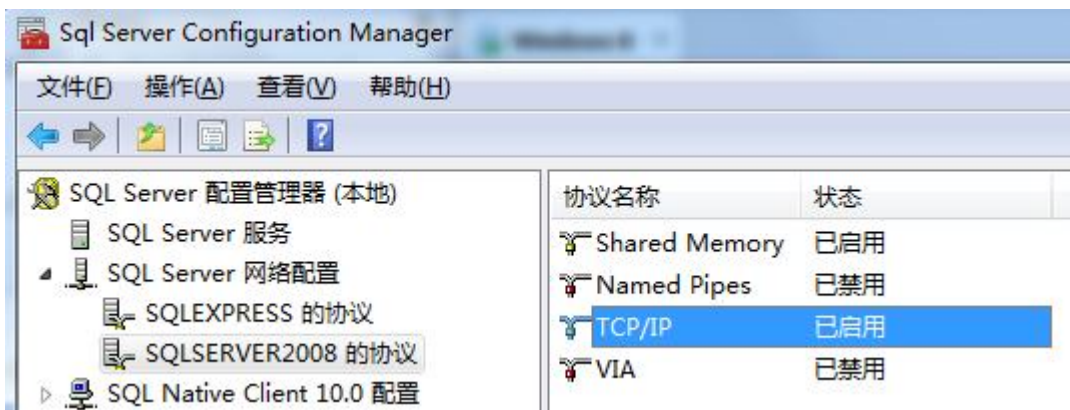 Sql Server Configuration Manager
文件(F) 操作(A) 查看(V) 帮助(H)
SQL Server 配置管理器 (本地)
SQL Server 服务
SQL Server 网络配置
SQLEXPRESS 的协议
SQLSERVER2008 的协议
SQL Native Client 10.0 配置
协议名称 状态
Shared Memory 已启用
Named Pipes 已禁用
TCP/IP 已启用
VIA 已禁用